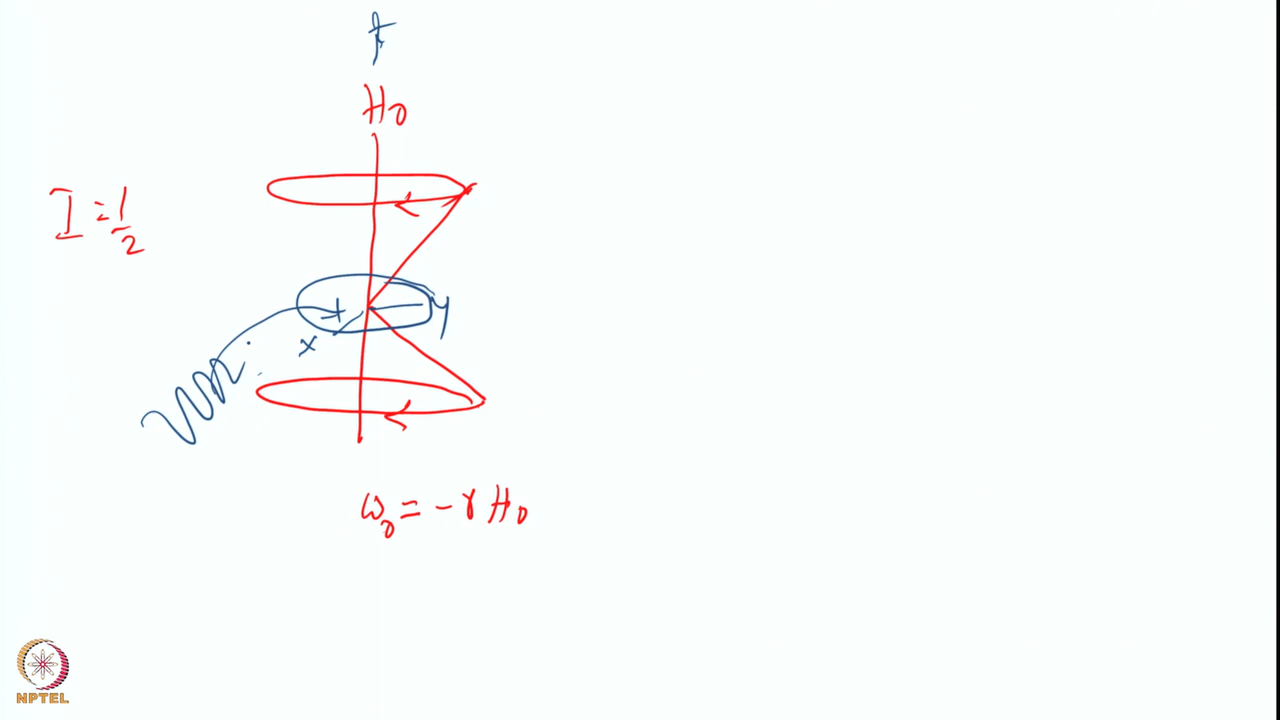 H0
I = 1/2
y
x
ω0 = -γ H0
NPTEL